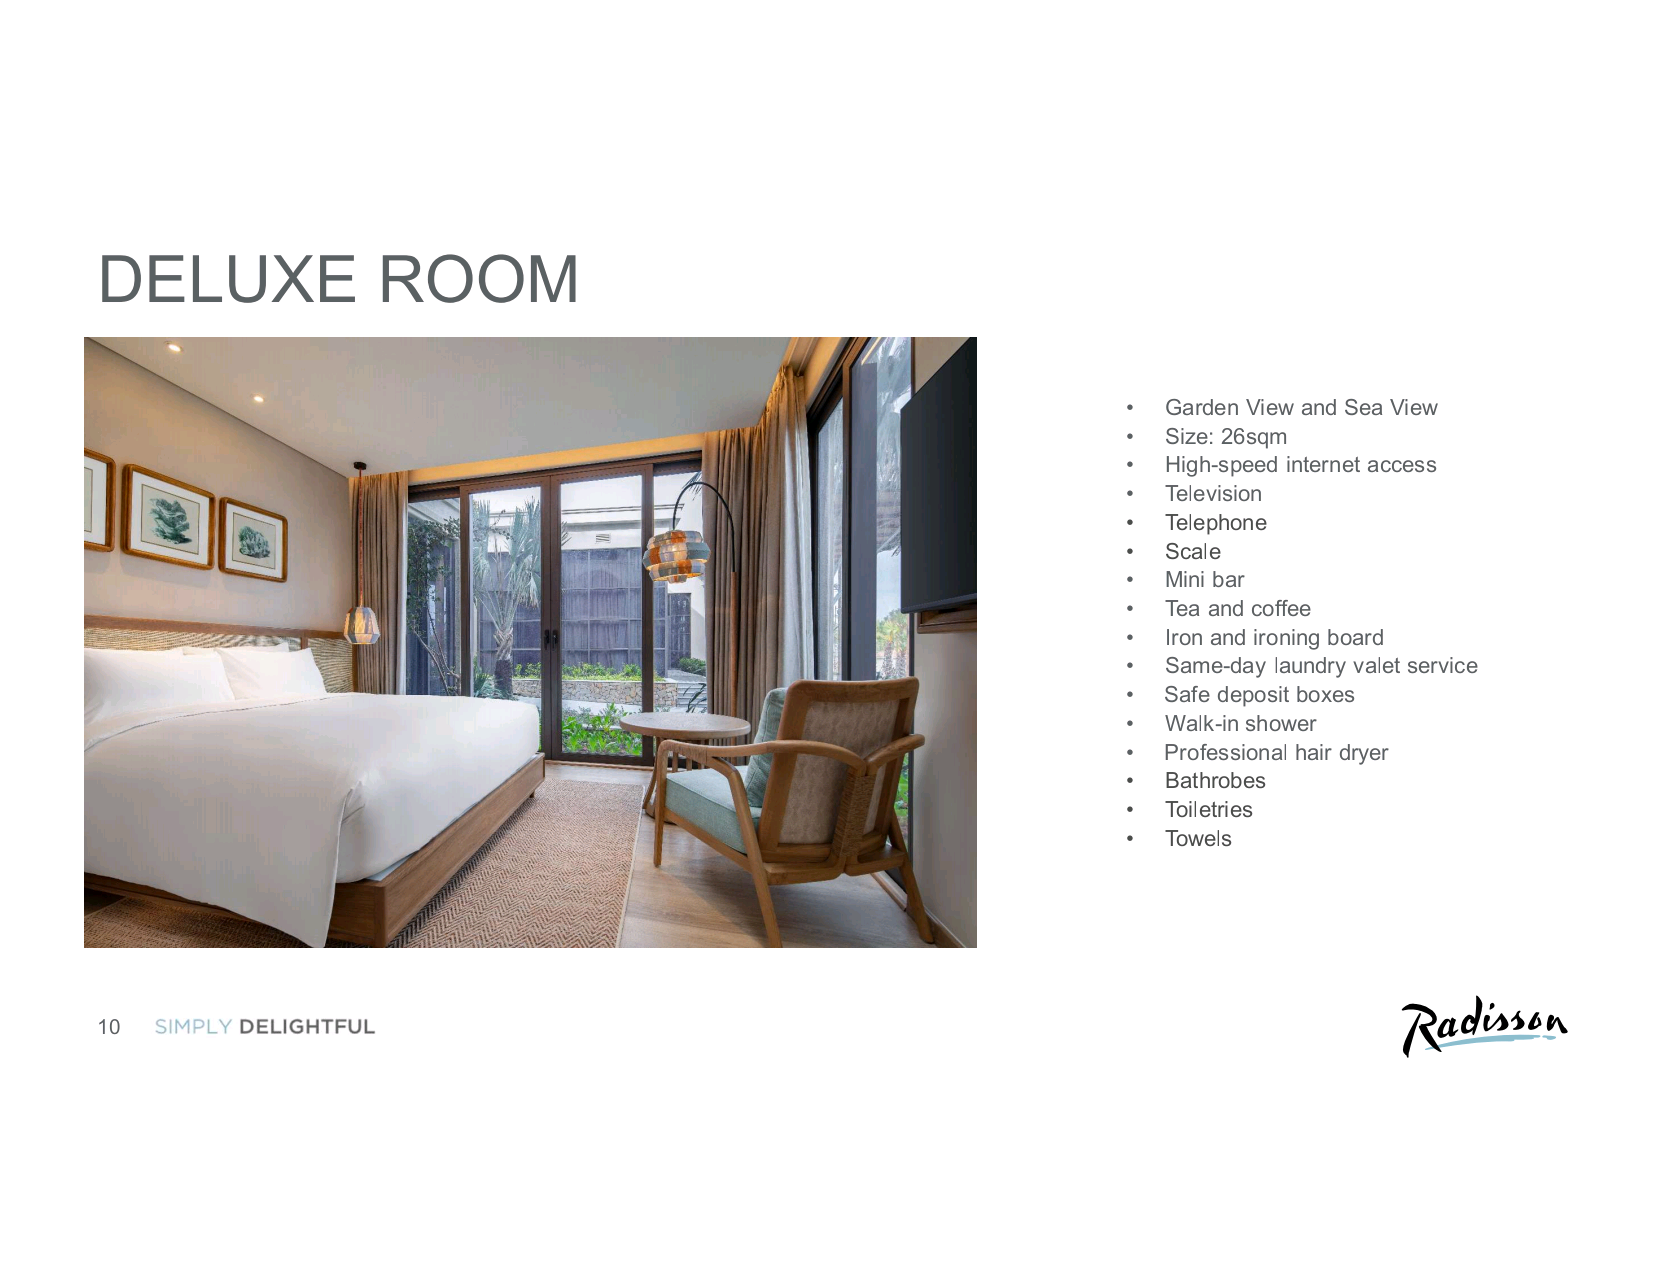 DELUXE ROOM
• Garden View and Sea View
• Size: 26sqm
• High-speed internet access
• Television
• Telephone
• Scale
• Mini bar
• Tea and coffee
• Iron and ironing board
• Same-day laundry valet service
• Safe deposit boxes
• Walk-in shower
• Professional hair dryer
• Bathrobes
• Toiletries
• Towels
10 SIMPLY DELIGHTFUL
Radisson